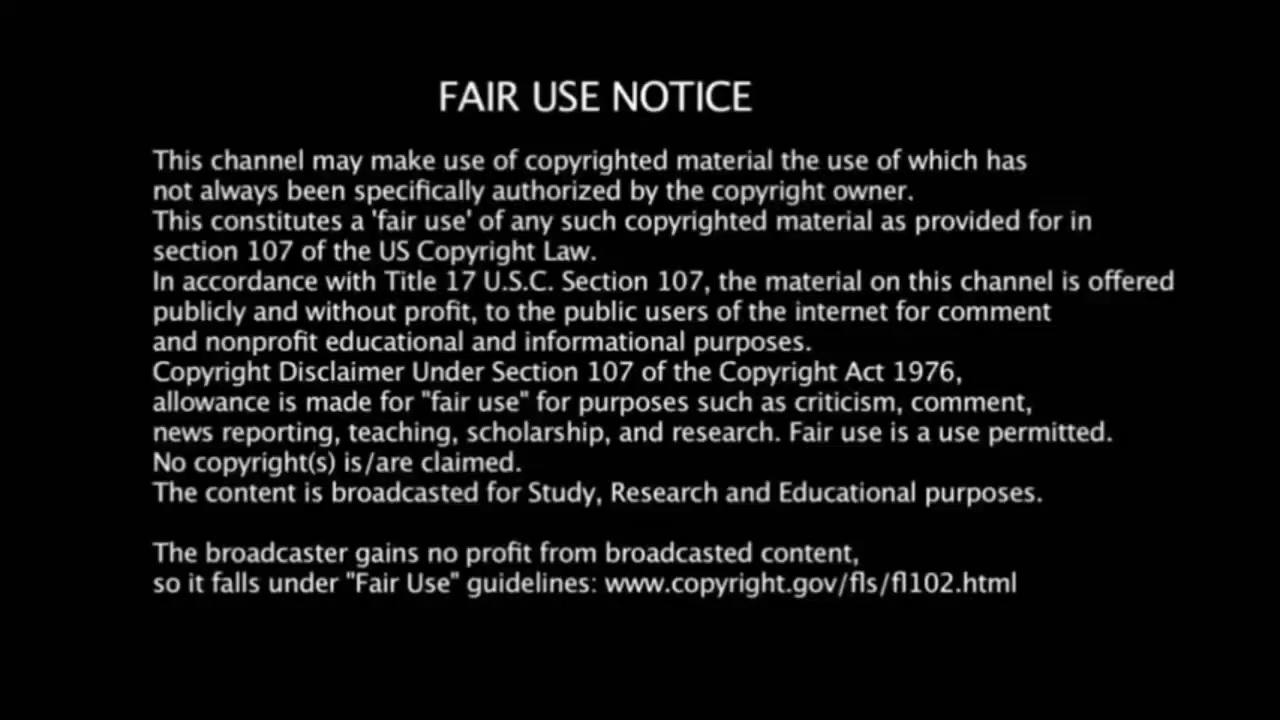 FAIR USE NOTICE
This channel may make use of copyrighted material the use of which has
not always been specifically authorized by the copyright owner.
This constitutes a 'fair use' of any such copyrighted material as provided for in
section 107 of the US Copyright Law.
In accordance with Title 17 U.S.C. Section 107, the material on this channel is offered
publicly and without profit, to the public users of the internet for comment
and nonprofit educational and informational purposes.
Copyright Disclaimer Under Section 107 of the Copyright Act 1976,
allowance is made for "fair use" for purposes such as criticism, comment,
news reporting, teaching, scholarship, and research. Fair use is a use permitted.
No copyright(s) is/are claimed.
The content is broadcasted for Study, Research and Educational purposes.
The broadcaster gains no profit from broadcasted content,
so it falls under "Fair Use" guidelines: www.copyright.gov/fls/fl102.html